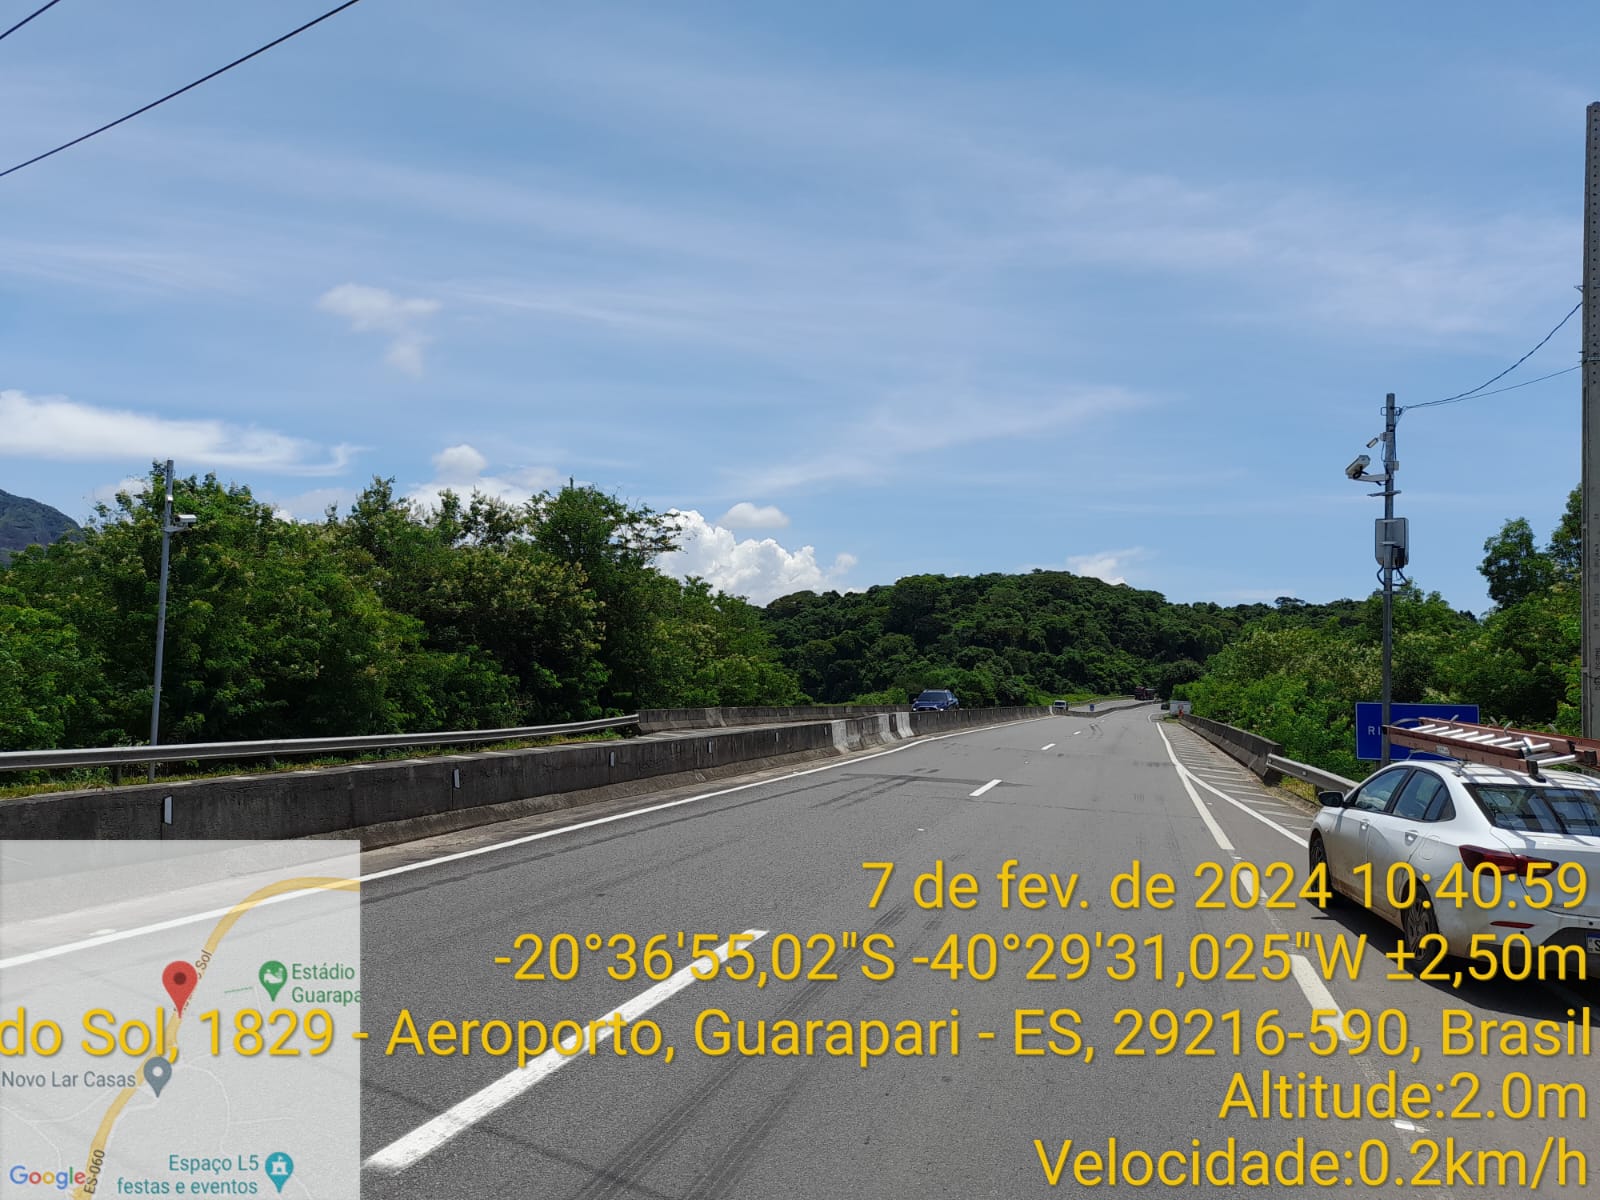 RI
7 de fev. de 2024 10:40:59
-20°36'55,02"S -40°29'31,025"W ±2,50m
do Sol, 1829 - Aeroporto, Guarapari - ES, 29216-590, Brasil
Altitude:2.0m
Velocidade:0.2km/h
Sol
Estádio
Guarapa
Novo Lar Casas
Espaço L5
festas e eventos
ES-060
Google